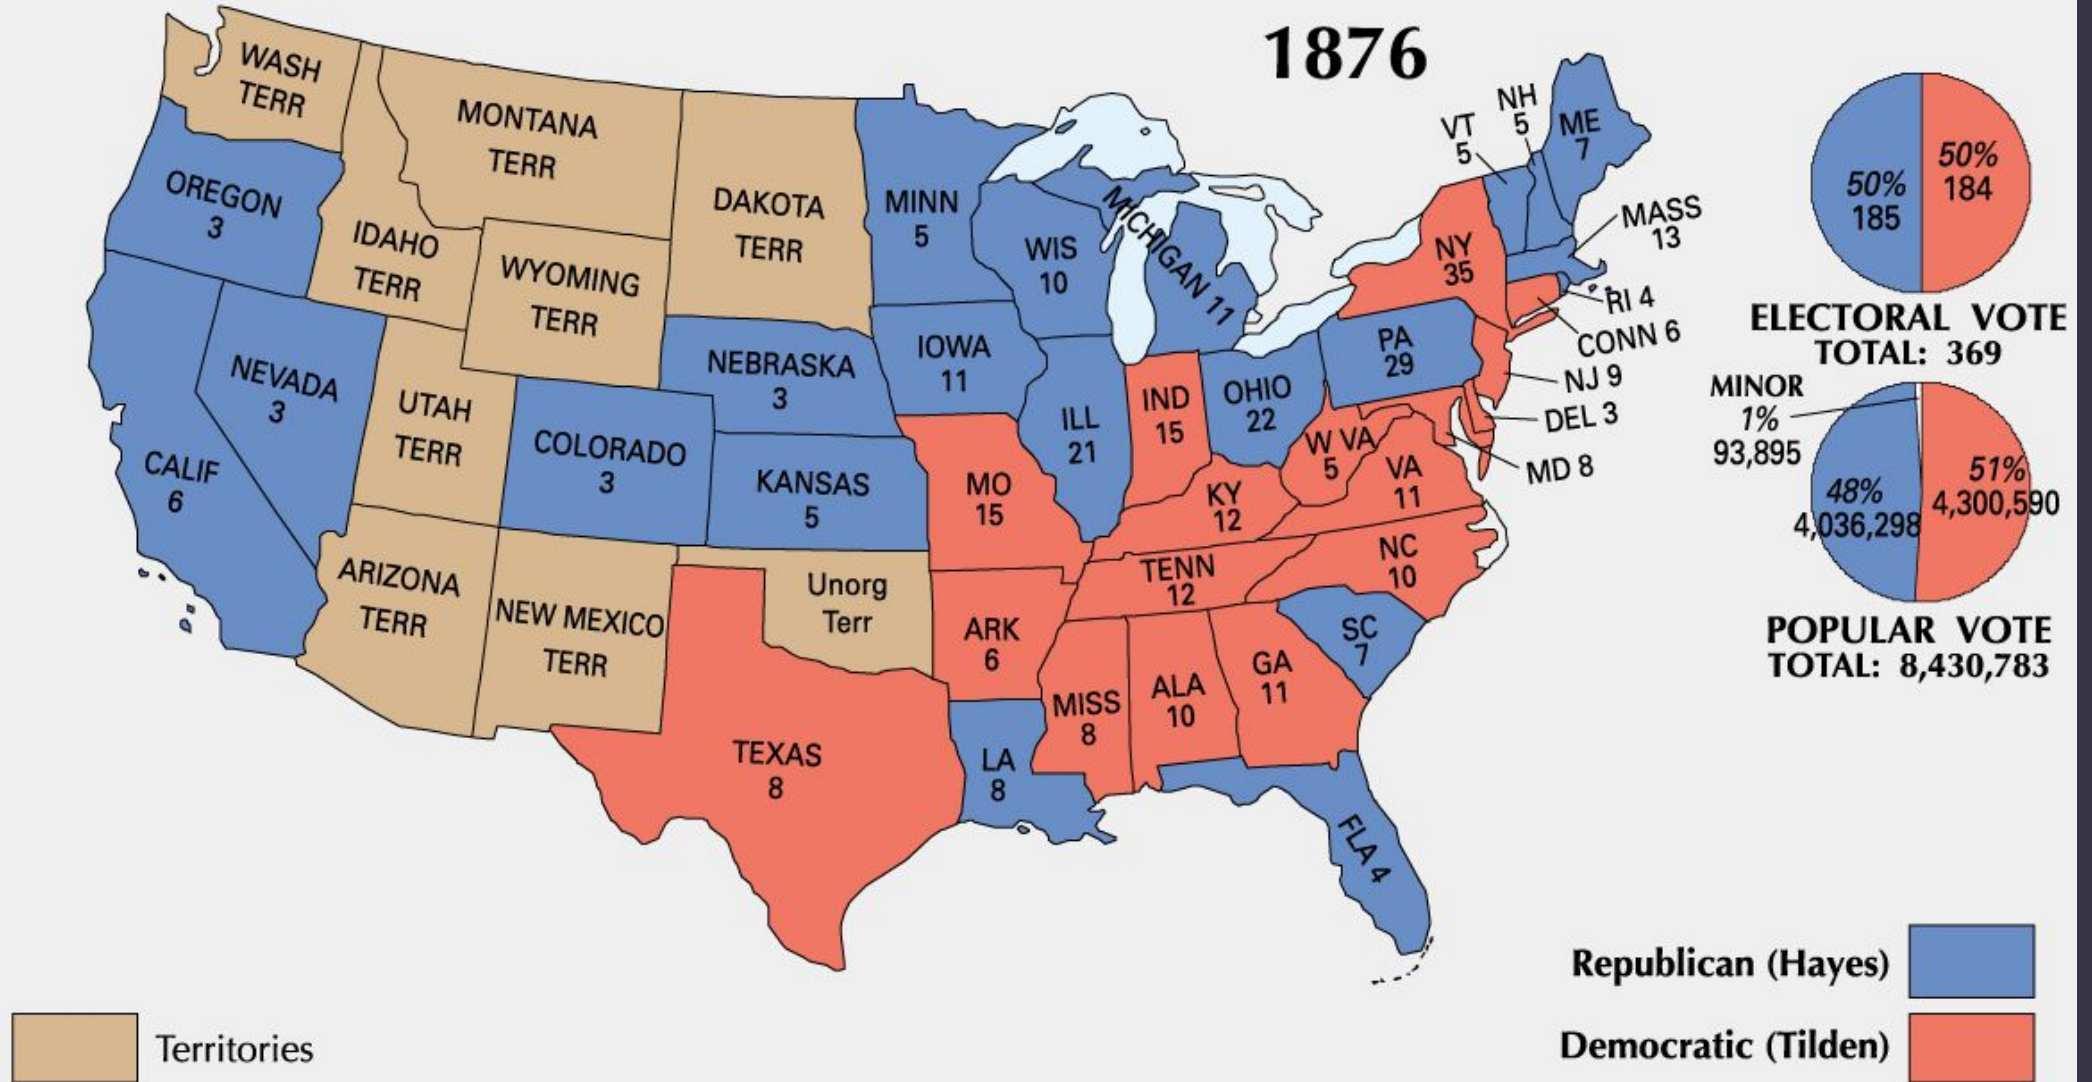 1876
WASH
TERR
MONTANA
TERR
OREGON
3
IDAHO
TERR
WYOMING
TERR
DAKOTA
TERR
MINN
5
WIS
10
MICHIGAN 11
VT
5
NH
5
ME
7
MASS
13
NY
35
RI 4
CONN 6
NJ 9
DEL 3
MD 8
PA
29
NEVADA
3
CALIF
6
UTAH
TERR
COLORADO
3
NEBRASKA
3
KANSAS
5
IOWA
11
ILL
21
IND
15
OHIO
22
W VA
5
VA
11
MO
15
KY
12
TENN
12
NC
10
SC
7
ARIZONA
TERR
NEW MEXICO
TERR
Unorg
Terr
ARK
6
TEXAS
8
LA
8
MISS
8
ALA
10
GA
11
FLA 4
50%
185
50%
184
ELECTORAL VOTE
TOTAL: 369
MINOR
1%
93,895
48%
4,036,298
51%
4,300,590
POPULAR VOTE
TOTAL: 8,430,783
Republican (Hayes)
Democratic (Tilden)
Territories